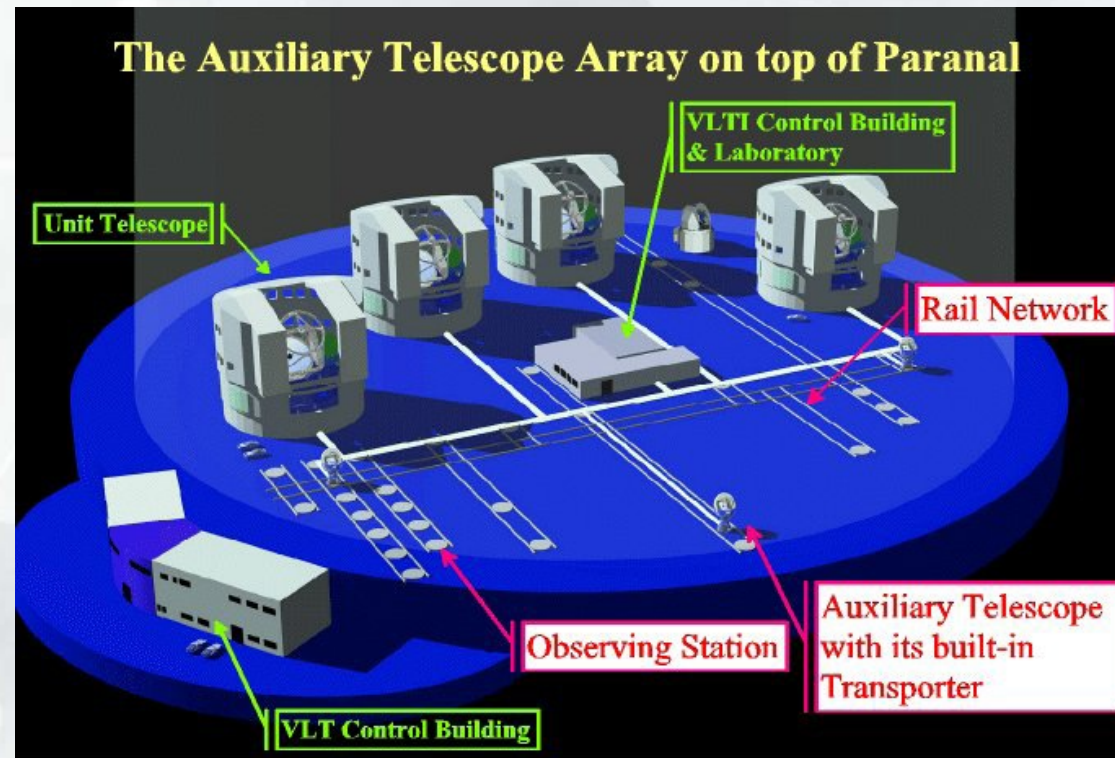 The Auxiliary Telescope Array on top of Paranal
VLTI Control Building
& Laboratory
Unit Telescope
Rail Network
Observing Station
Auxiliary Telescope
with its built-in
Transporter
VLT Control Building